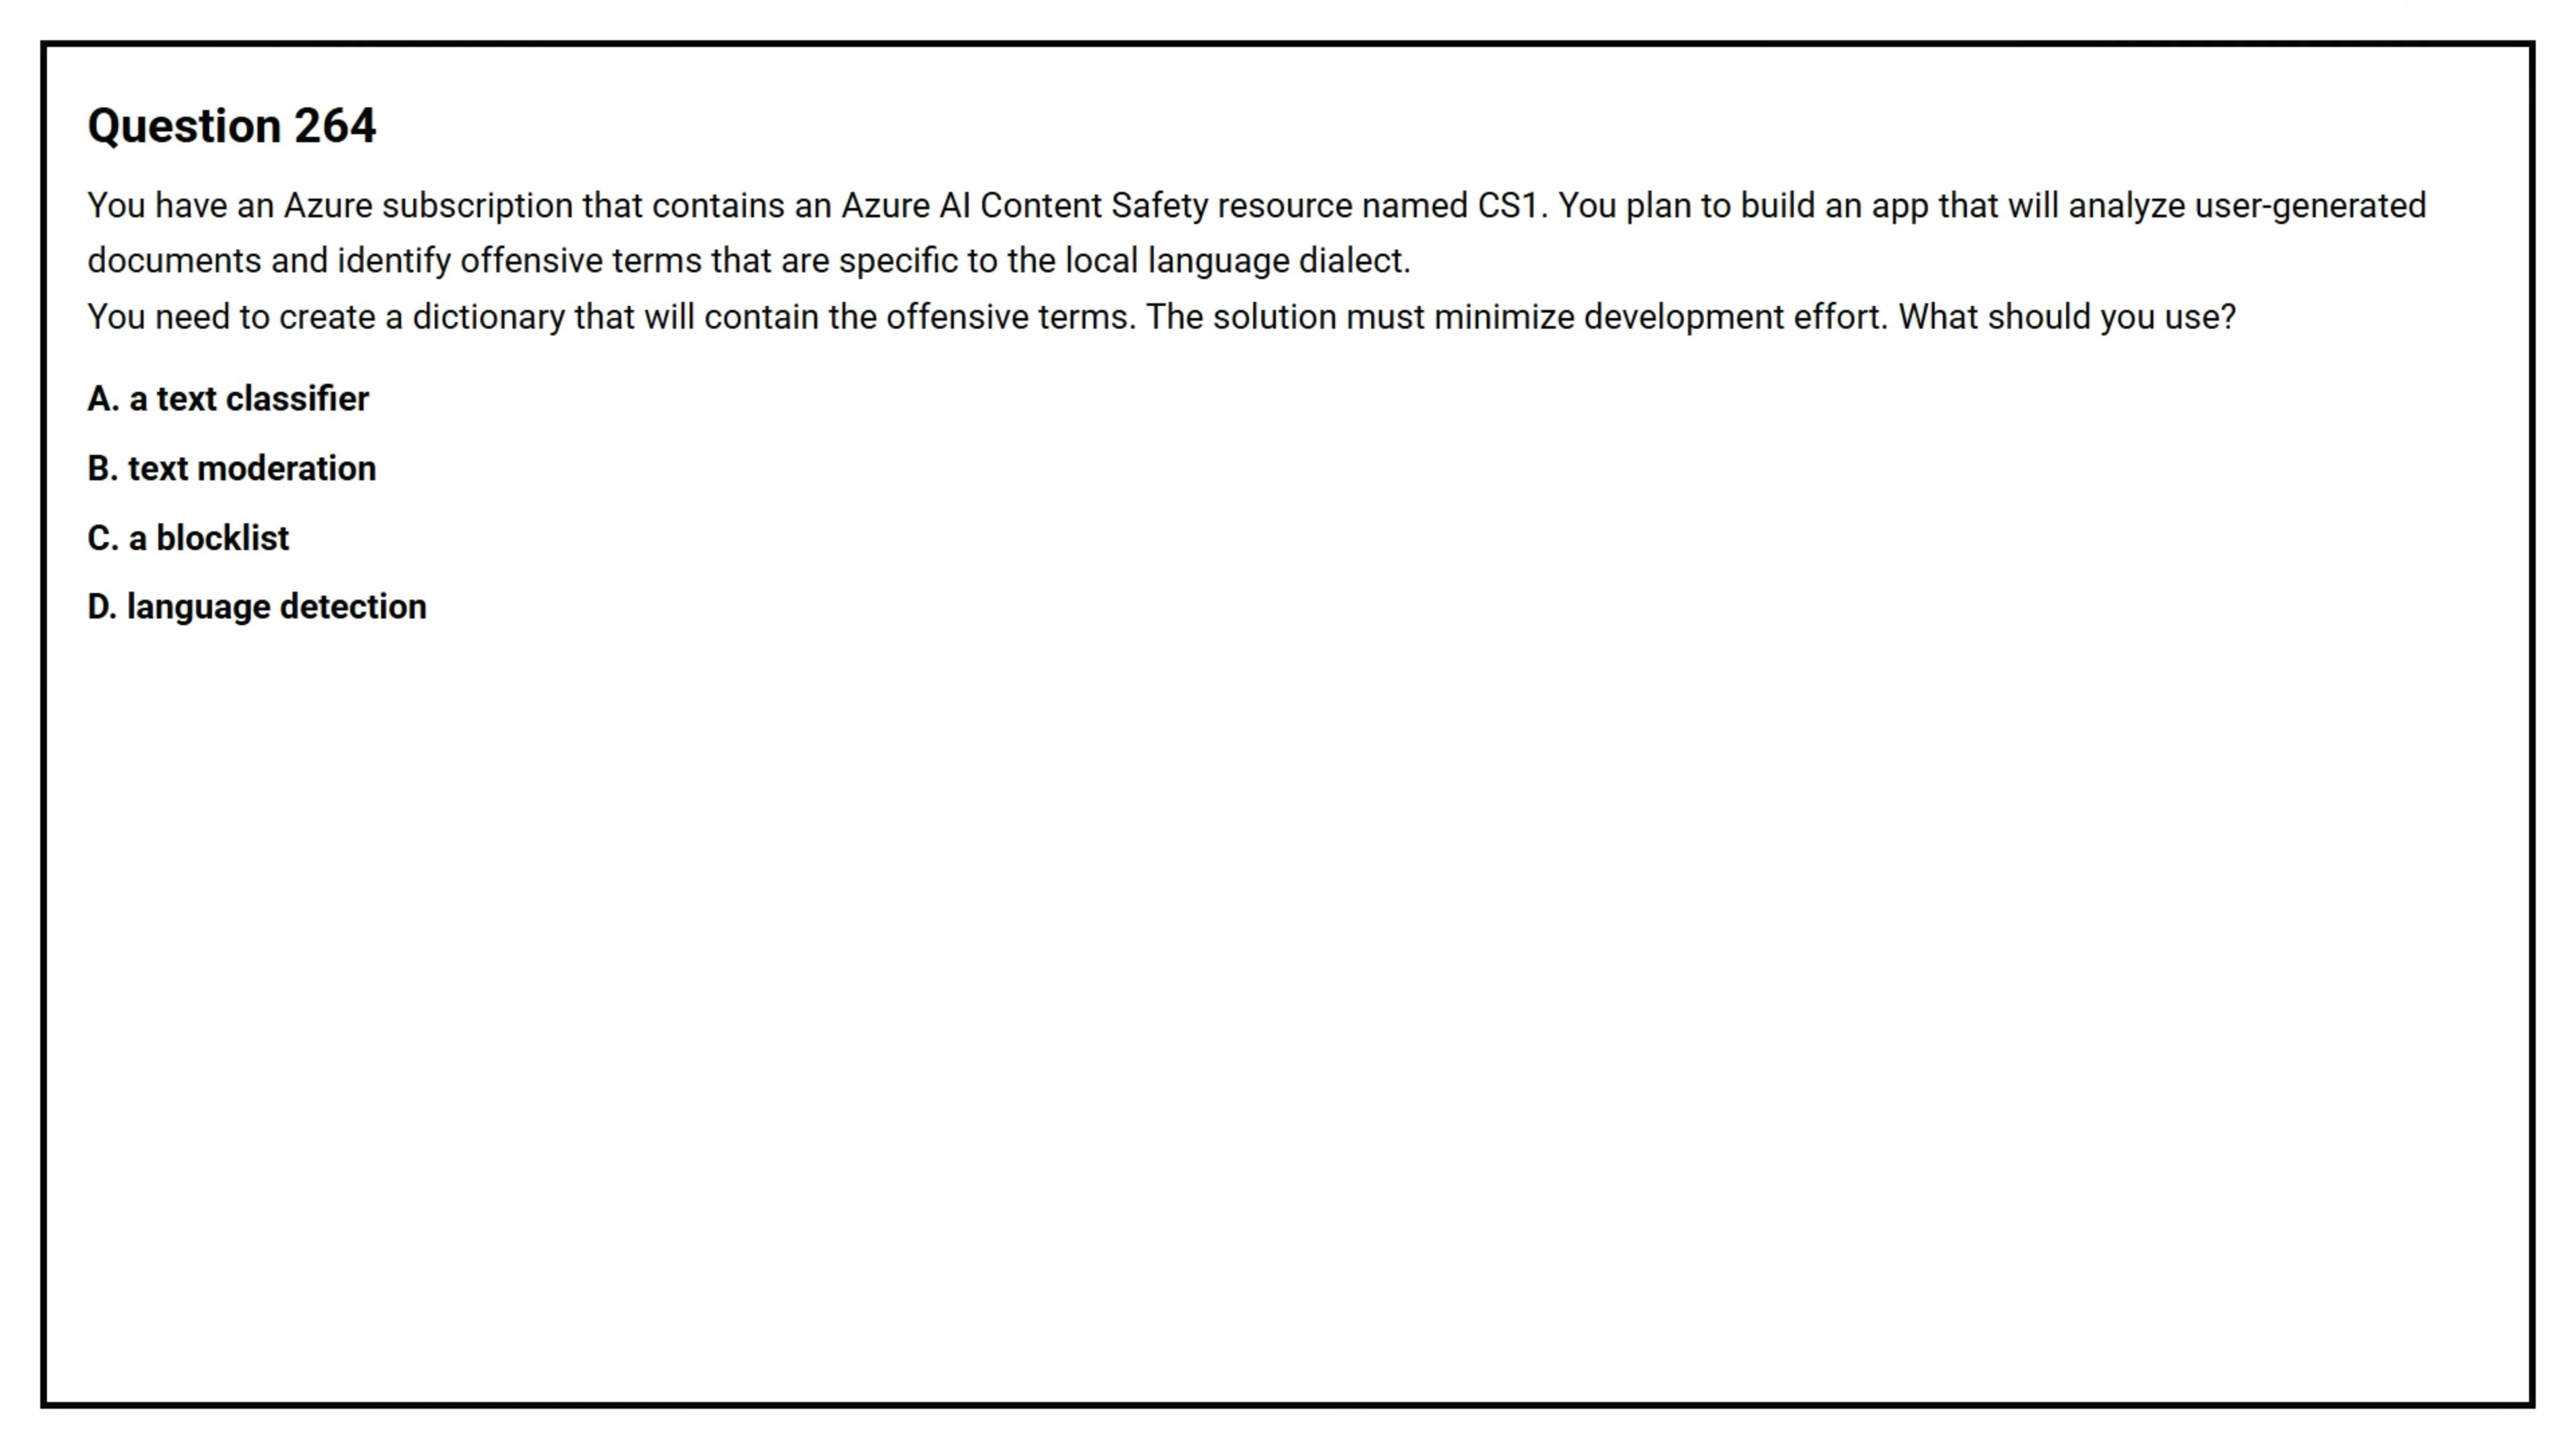 Question 264
You have an Azure subscription that contains an Azure AI Content Safety resource named CS1. You plan to build an app that will analyze user-generated
documents and identify offensive terms that are specific to the local language dialect.
You need to create a dictionary that will contain the offensive terms. The solution must minimize development effort. What should you use?
A. a text classifier
B. text moderation
C. a blocklist
D. language detection